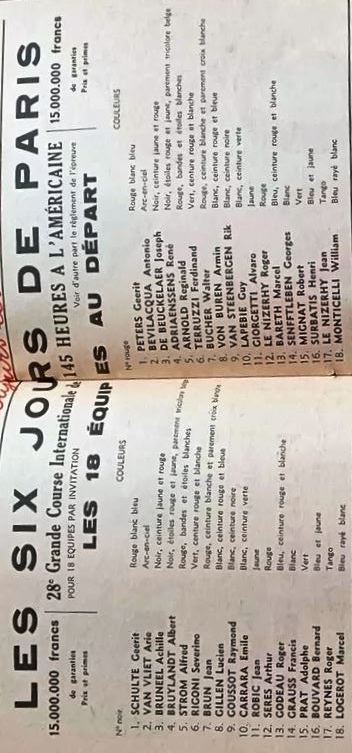 LES SIX JOURS DE PARIS
15.000.000 francs
de garanties
Prix et primes
28e Grande Course Internationale de 145 HEURES A L'AMÉRICAINE
POUR 18 EQUIPES PAR INVITATION
Voir d'autre part le règlement de l'épreuve
15.000.000 francs
de garanties
Prix et primes
LES 18 ÉQUIPES AU DÉPART
N° noir. COULEURS
1. SCHULTE Gerrit Rouge blanc bleu
2. VAN VLIET Arie Arc-en-ciel
3. BRUNEEL Achille Noir, ceinture jaune et rouge
4. BRUYLANDT Albert Noir, étoiles rouge et jaune, parement tricolore
5. STROM Alfred Rouge, bandes et étoiles blanches
6. RIGONI Severino Vert, ceinture rouge et blanche
7. BRUN Jean Rouge, ceinture blanche et parement croix blanche
8. GILLEN Lucien Blanc, ceinture rouge et bleue
9. GOUSSOT Raymond Blanc, ceinture noire
10. CARRARA Emile Blanc, ceinture verte
11. ROBIC Jean Jaune
12. SERES Arthur Rouge
13. GODEAU Roger Bleu, ceinture rouge et blanche
14. GRAUSS Francis Blanc
15. PRAT Adolphe Vert
16. BOUVARD Bernard Bleu et jaune
17. REYNES Roger Tango
18. LOGEROT Marcel Bleu rayé blanc
N° rouge COULEURS
1. PETERS Geerit Rouge blanc bleu
2. BEVILACQUA Antonio Arc-en-ciel
3. DE BEUCKELAER Joseph Noir, ceinture jaune et rouge
4. ADRIAENSSENS René Noir, étoiles rouge et jaune, parement tricolore belge
5. ARNOLD Reginald Rouge, bandes et étoiles blanches
6. TERRUZZI Ferdinand Vert, ceinture rouge et blanche
7. BUCHER Walter Rouge, ceinture blanche et parement croix blanche
8. VON BUREN Armin Blanc, ceinture rouge et bleue
9. VAN STEENBERGEN Rik Blanc, ceinture noire
10. LAPEBIE Guy Blanc, ceinture verte
11. GIORGETTI Alvaro Jaune
12. LE NIZERHY Roger Rouge
13. BARETH Marcel Bleu, ceinture rouge et blanche
14. SENFFTLEBEN Georges Blanc
15. MIGNAT Robert Vert
16. SURBATIS Henri Bleu et jaune
17. LE NIZERHY Jean Tango
18. MONTICELLI William Bleu rayé blanc